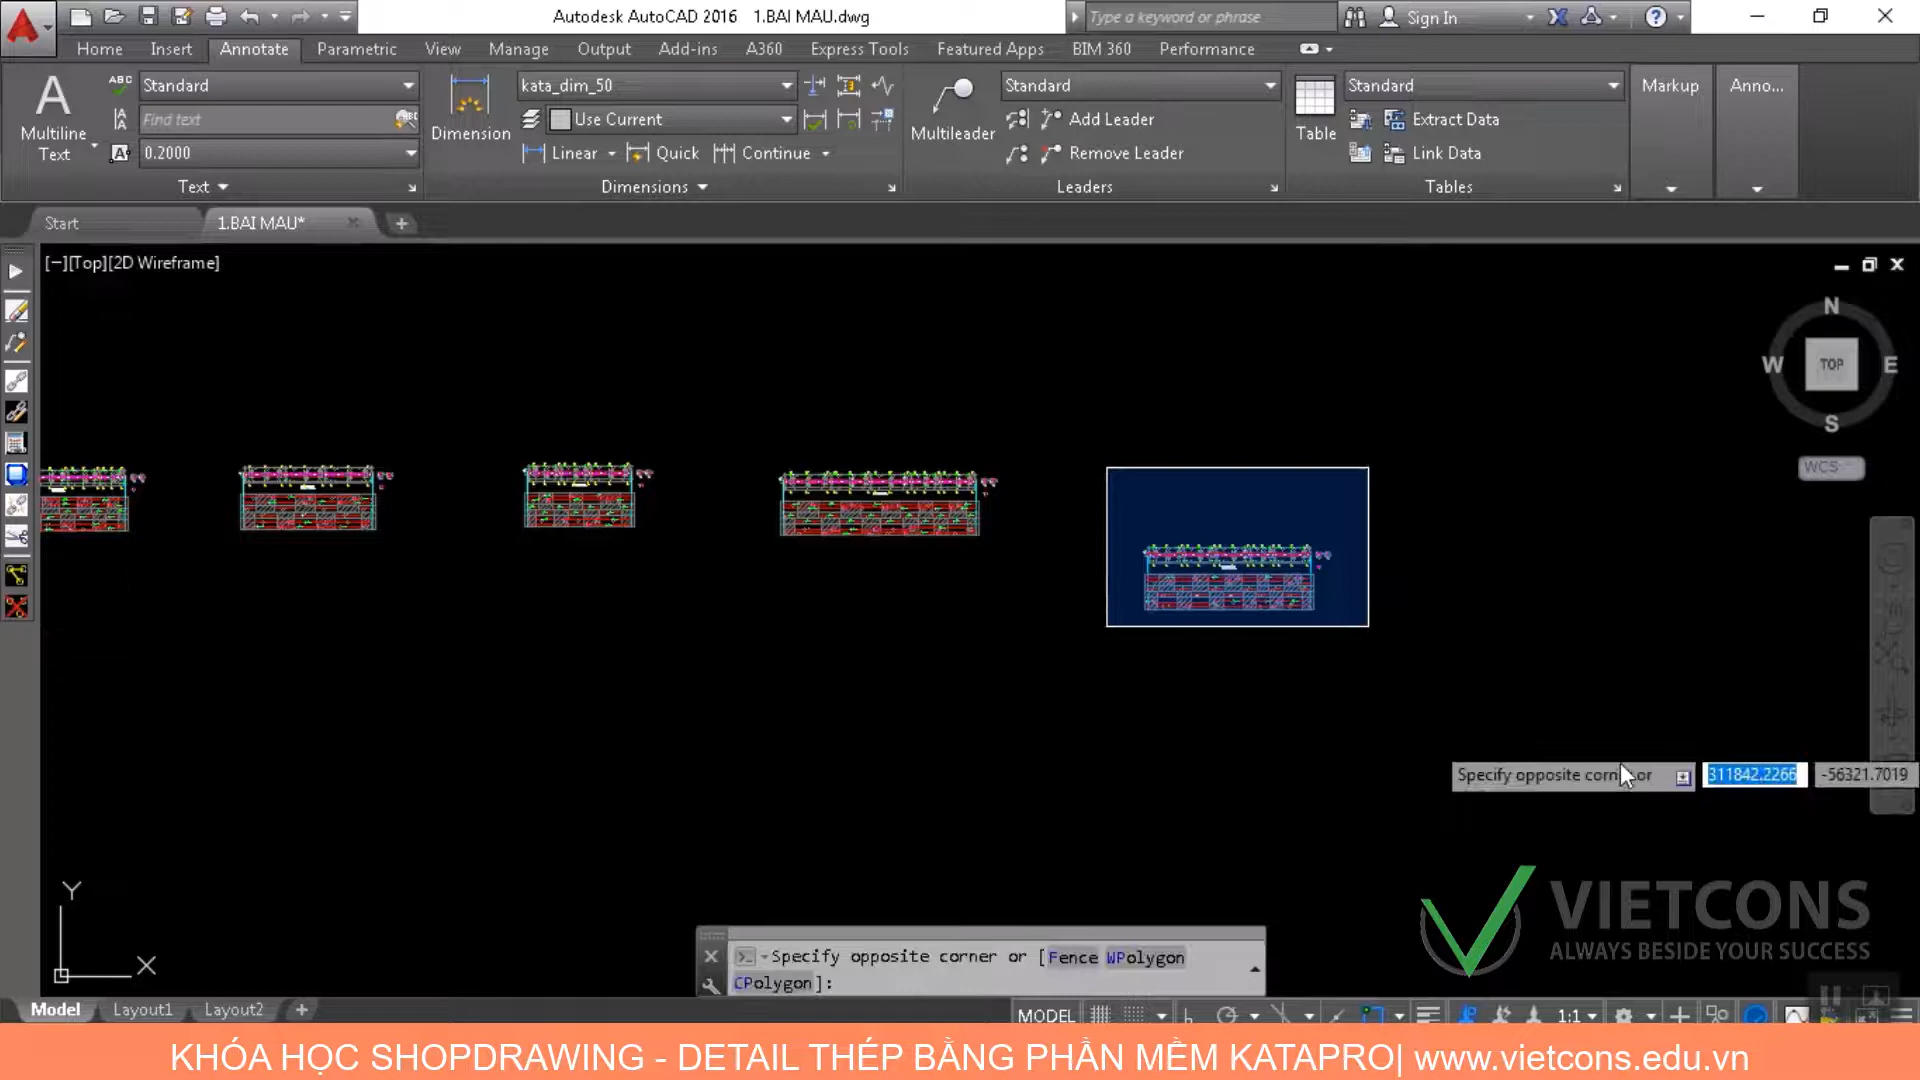 Autodesk AutoCAD 2016   1.BAI MAU.dwg
Type a keyword or phrase
Sign In
Home Insert Annotate Parametric View Manage Output Add-ins A360 Express Tools Featured Apps BIM 360 Performance
A
Multiline
Text
ABC
Standard
Find text
0.2000
Text
Dimension
kata_dim_50
Use Current
Linear Quick Continue
Dimensions
Multileader
Standard
Add Leader
Remove Leader
Leaders
Table
Standard
Extract Data
Link Data
Tables
Markup
Anno...
Start
1.BAI MAU*
[−][Top][2D Wireframe]
N
W TOP E
S
WCS
Specify opposite corner or 311842.2266 -56321.7019
Y
X
VIETCONS
ALWAYS BESIDE YOUR SUCCESS
Specify opposite corner or [Fence WPolygon
CPolygon]:
Model Layout1 Layout2 +
MODEL 1:1
KHÓA HỌC SHOPDRAWING - DETAIL THÉP BẰNG PHẦN MỀM KATAPRO| www.vietcons.edu.vn